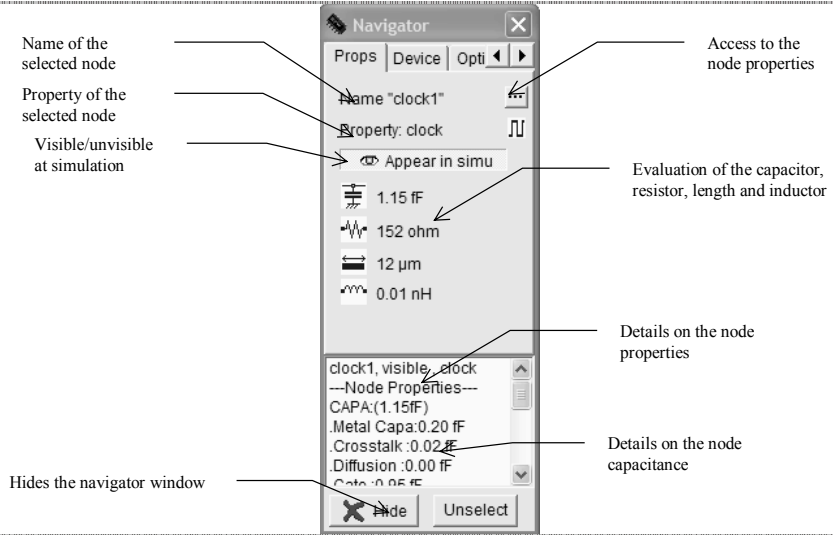 Navigator
Props Device Opti
Name "clock1"
Property: clock
Appear in simu
1.15 fF
152 ohm
12 µm
0.01 nH
clock1, visible , clock
---Node Properties---
CAPA:(1.15fF)
.Metal Capa:0.20 fF
.Crosstalk :0.02 fF
.Diffusion :0.00 fF
.Gate :0.95 fF
Hide Unselect
Name of the
selected node
Property of the
selected node
Visible/unvisible
at simulation
Hides the navigator window
Access to the
node properties
Evaluation of the capacitor,
resistor, length and inductor
Details on the node
properties
Details on the node
capacitance